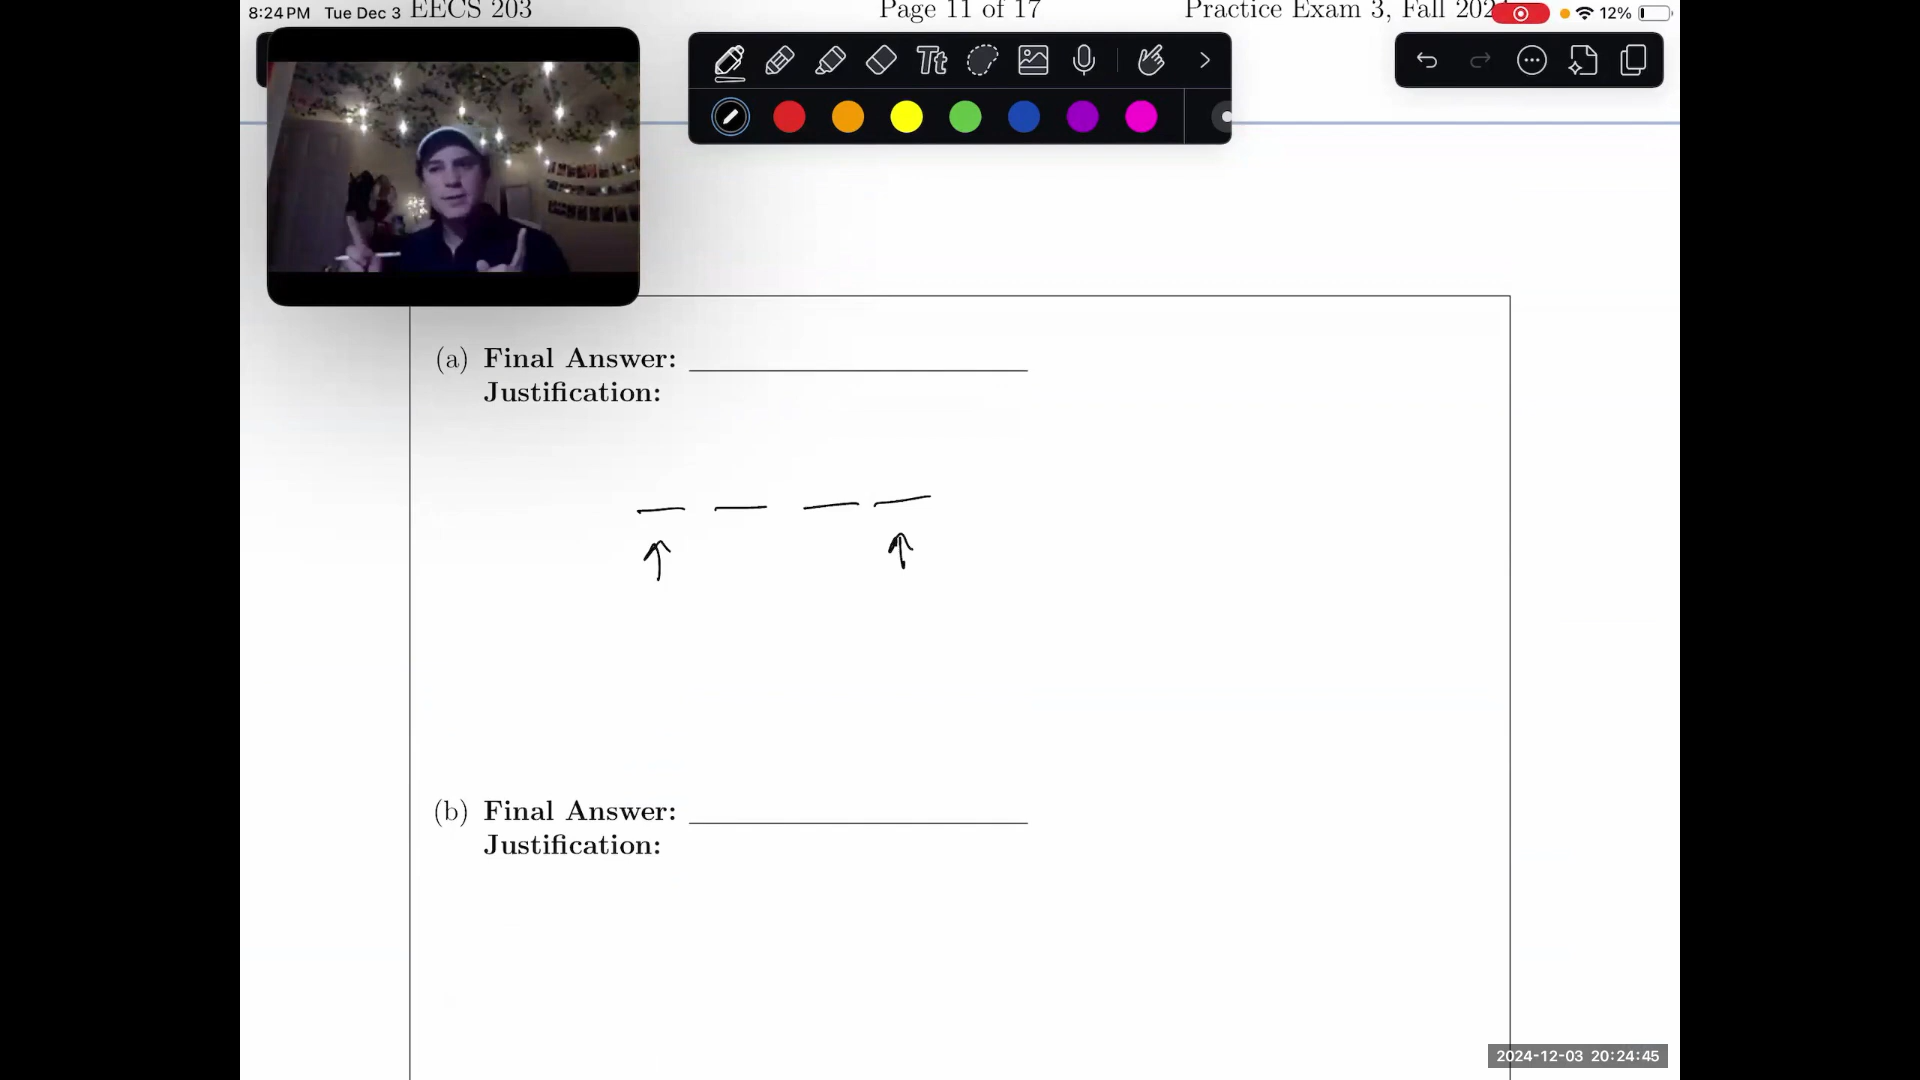 8:24 PM Tue Dec 3
12%
EECS 203
Page 11 of 17
Practice Exam 3, Fall 202
Tt
(a) Final Answer:
Justification:
(b) Final Answer:
Justification:
2024-12-03 20:24:45